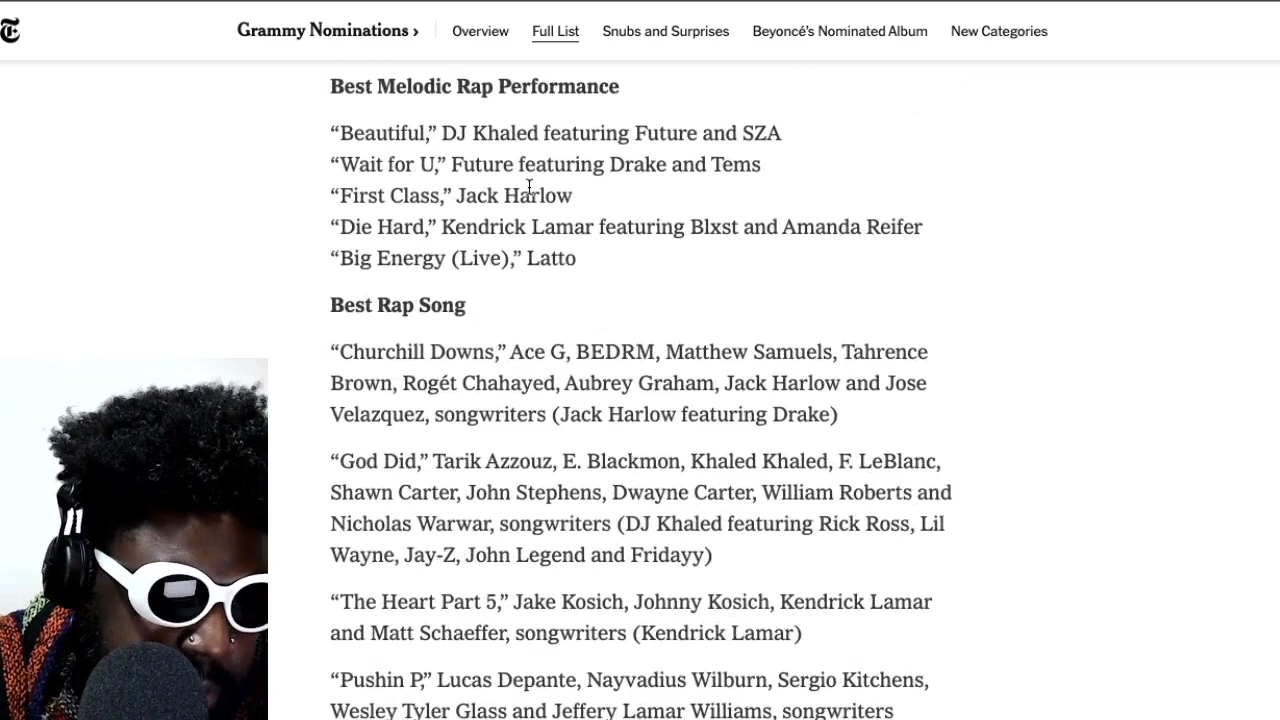 Grammy Nominations › Overview Full List Snubs and Surprises Beyoncé’s Nominated Album New Categories
Best Melodic Rap Performance
“Beautiful,” DJ Khaled featuring Future and SZA
“Wait for U,” Future featuring Drake and Tems
“First Class,” Jack Harlow
“Die Hard,” Kendrick Lamar featuring Blxst and Amanda Reifer
“Big Energy (Live),” Latto
Best Rap Song
“Churchill Downs,” Ace G, BEDRM, Matthew Samuels, Tahrence
Brown, Rogét Chahayed, Aubrey Graham, Jack Harlow and Jose
Velazquez, songwriters (Jack Harlow featuring Drake)
“God Did,” Tarik Azzouz, E. Blackmon, Khaled Khaled, F. LeBlanc,
Shawn Carter, John Stephens, Dwayne Carter, William Roberts and
Nicholas Warwar, songwriters (DJ Khaled featuring Rick Ross, Lil
Wayne, Jay-Z, John Legend and Fridayy)
“The Heart Part 5,” Jake Kosich, Johnny Kosich, Kendrick Lamar
and Matt Schaeffer, songwriters (Kendrick Lamar)
“Pushin P,” Lucas Depante, Nayvadius Wilburn, Sergio Kitchens,
Wesley Tyler Glass and Jeffery Lamar Williams, songwriters